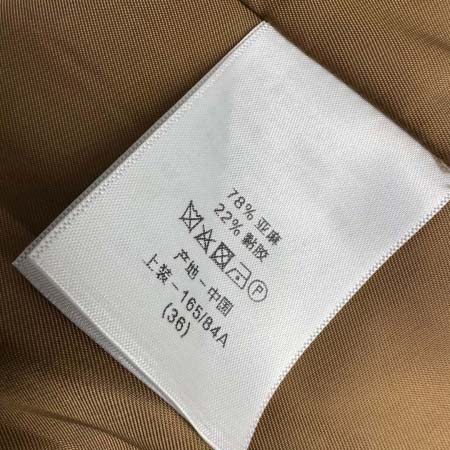 78% 亚麻
22% 黏胶
P
产地-中国
上装-165/84A
(36)